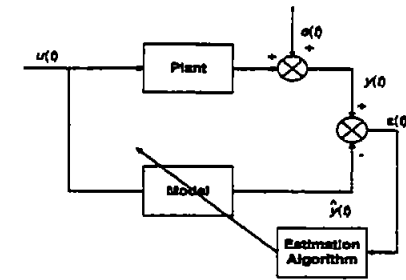 u(t)
Plant
+
o(t)
+
y(t)
+
ε(t)
-
Model
ŷ(t)
Estimation
Algorithm